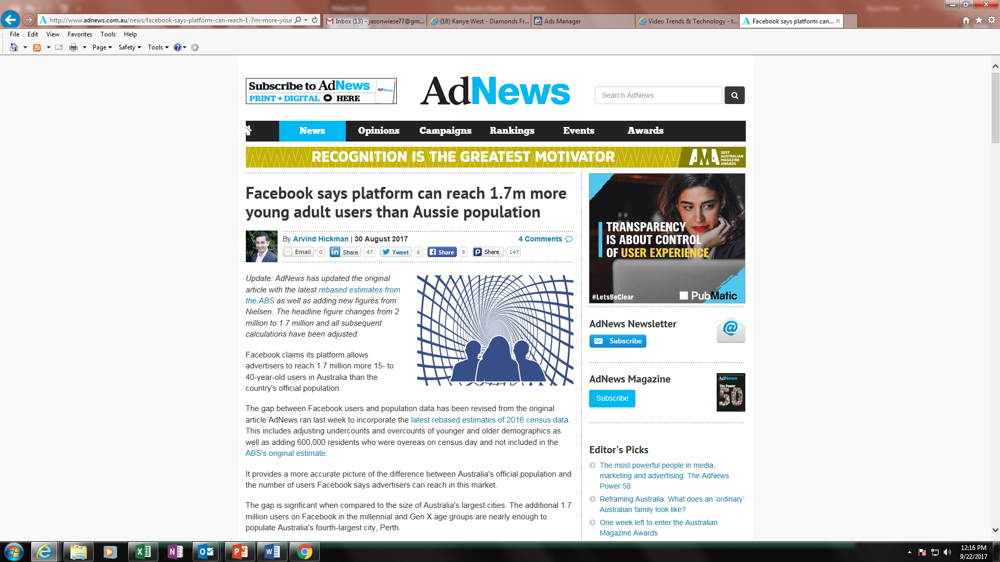 http://www.adnews.com.au/news/facebook-says-platform-can-reach-1-7m-more-your
Inbox (13) - jasonwiese77@gm...
(18) Kanye West - Diamonds Fr...
Ads Manager
Video Trends & Technology - t...
Facebook says platform can...
File Edit View Favorites Tools Help
Page Safety Tools
Subscribe to AdNews
PRINT + DIGITAL HERE
AdNews
AdNews
Search AdNews
News Opinions Campaigns Rankings Events Awards
RECOGNITION IS THE GREATEST MOTIVATOR
AMA 2017 AUSTRALIAN MAGAZINE AWARDS
Facebook says platform can reach 1.7m more
young adult users than Aussie population
By Arvind Hickman | 30 August 2017
4 Comments
Email 0 in Share 47 Tweet 6 Share 9 Share 147
Update: AdNews has updated the original
article with the latest rebased estimates from
the ABS as well as adding new figures from
Nielsen. The headline figure changes from 2
million to 1.7 million and all subsequent
calculations have been adjusted.
Facebook claims its platform allows
advertisers to reach 1.7 million more 15- to
40-year-old users in Australia than the
country's official population.
The gap between Facebook users and population data has been revised from the original
article AdNews ran last week to incorporate the latest rebased estimates of 2016 census data.
This includes adjusting undercounts and overcounts of younger and older demographics as
well as adding 600,000 residents who were overeas on census day and not included in the
ABS's original estimate.
It provides a more accurate picture of the difference between Australia's official population and
the number of users Facebook says advertisers can reach in this market.
The gap is signficant when compared to the size of Australia's largest cities. The additional 1.7
million users on Facebook in the millennial and Gen X age groups are nearly enough to
populate Australia's fourth-largest city, Perth.
TRANSPARENCY
IS ABOUT CONTROL
OF USER EXPERIENCE
#LetsBeClear
PubMatic
AdNews Newsletter
Subscribe
AdNews Magazine
Subscribe
AdNews
The Power
50
Editor's Picks
The most powerful people in media,
marketing and advertising: The AdNews
Power 50
Reframing Australia: What does an ‘ordinary’
Australian family look like?
One week left to enter the Australian
Magazine Awards
12:16 PM
9/22/2017